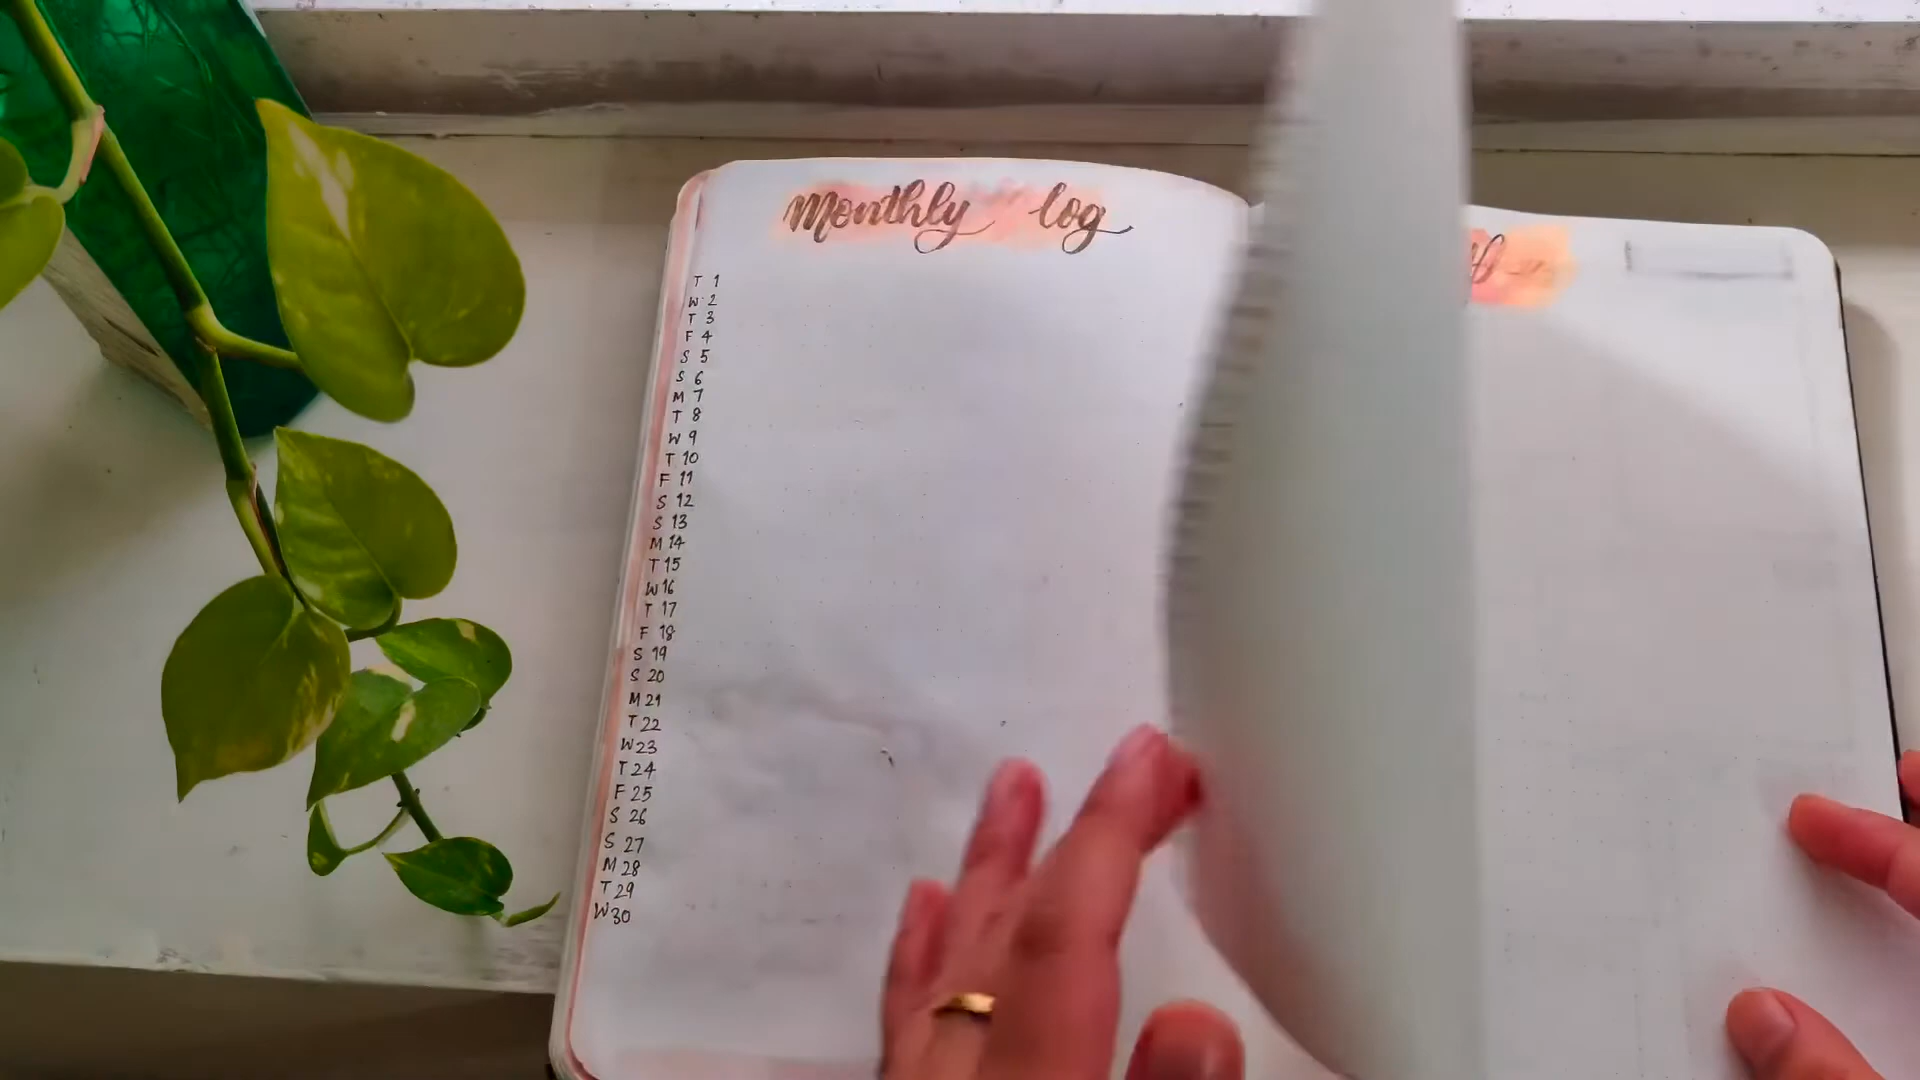 Monthly log
T 1
W 2
T 3
F 4
S 5
S 6
M 7
T 8
W 9
T 10
F 11
S 12
S 13
M 14
T 15
W 16
T 17
F 18
S 19
S 20
M 21
T 22
W 23
T 24
F 25
S 26
S 27
M 28
T 29
W 30